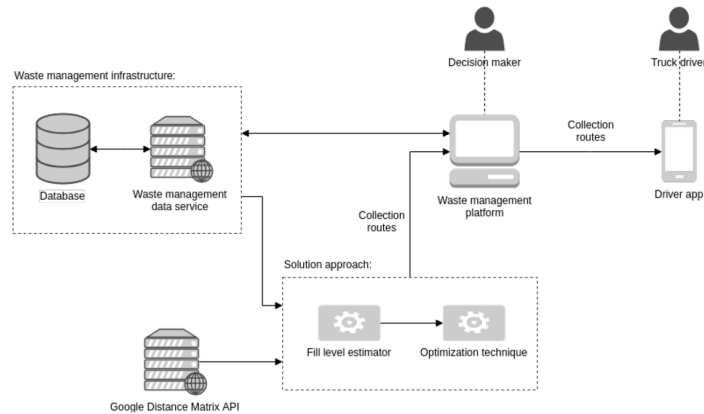 Decision maker
Truck driver
Waste management infrastructure:
Collection
routes
Database
Waste management
data service
Waste management
platform
Driver app
Collection
routes
Solution approach:
Fill level estimator
Optimization technique
Google Distance Matrix API